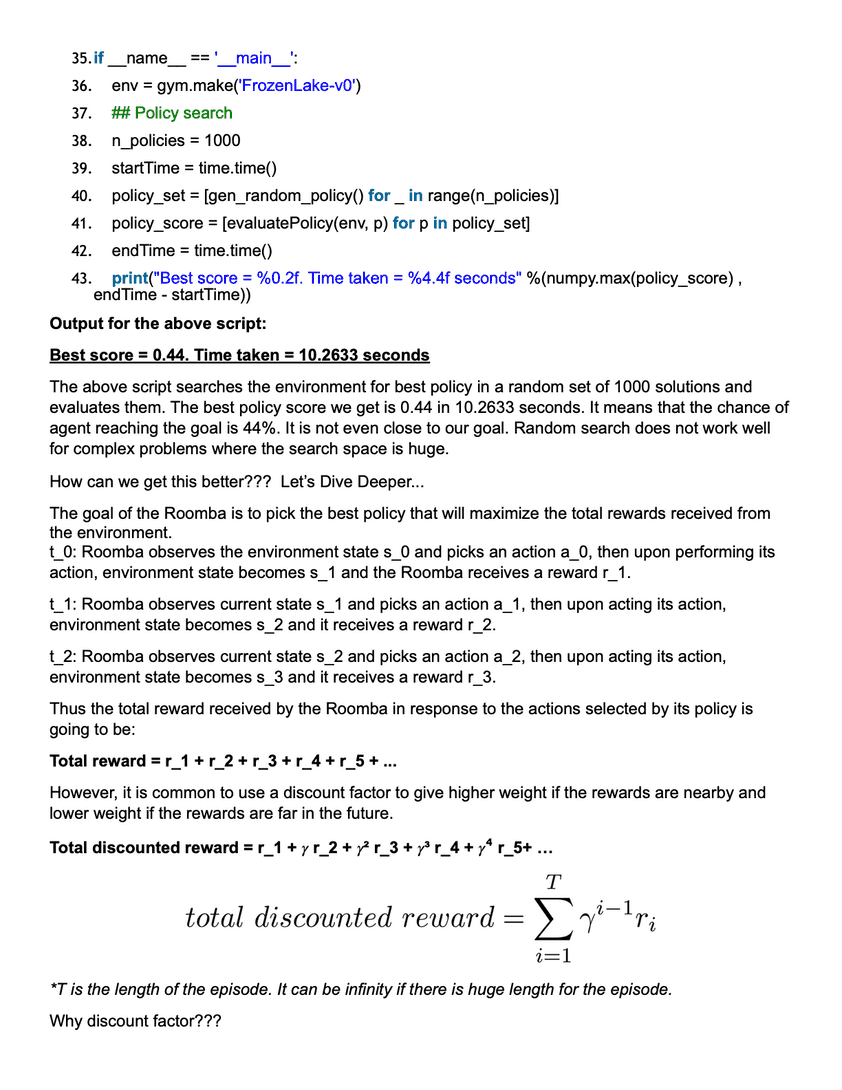 35. if __name__ == '__main__':
36. env = gym.make('FrozenLake-v0')
37. ## Policy search
38. n_policies = 1000
39. startTime = time.time()
40. policy_set = [gen_random_policy() for _ in range(n_policies)]
41. policy_score = [evaluatePolicy(env, p) for p in policy_set]
42. endTime = time.time()
43. print("Best score = %0.2f. Time taken = %4.4f seconds" %(numpy.max(policy_score) ,
endTime - startTime))
Output for the above script:
Best score = 0.44. Time taken = 10.2633 seconds
The above script searches the environment for best policy in a random set of 1000 solutions and
evaluates them. The best policy score we get is 0.44 in 10.2633 seconds. It means that the chance of
agent reaching the goal is 44%. It is not even close to our goal. Random search does not work well
for complex problems where the search space is huge.
How can we get this better??? Let's Dive Deeper...
The goal of the Roomba is to pick the best policy that will maximize the total rewards received from
the environment.
t_0: Roomba observes the environment state s_0 and picks an action a_0, then upon performing its
action, environment state becomes s_1 and the Roomba receives a reward r_1.
t_1: Roomba observes current state s_1 and picks an action a_1, then upon acting its action,
environment state becomes s_2 and it receives a reward r_2.
t_2: Roomba observes current state s_2 and picks an action a_2, then upon acting its action,
environment state becomes s_3 and it receives a reward r_3.
Thus the total reward received by the Roomba in response to the actions selected by its policy is
going to be:
Total reward = r_1 + r_2 + r_3 + r_4 + r_5 + ...
However, it is common to use a discount factor to give higher weight if the rewards are nearby and
lower weight if the rewards are far in the future.
Total discounted reward = r_1 + γ r_2 + γ² r_3 + γ³ r_4 + γ⁴ r_5+ …
total discounted reward = \sum_{i=1}^{T} γ^{i−1} r_i
*T is the length of the episode. It can be infinity if there is huge length for the episode.
Why discount factor???